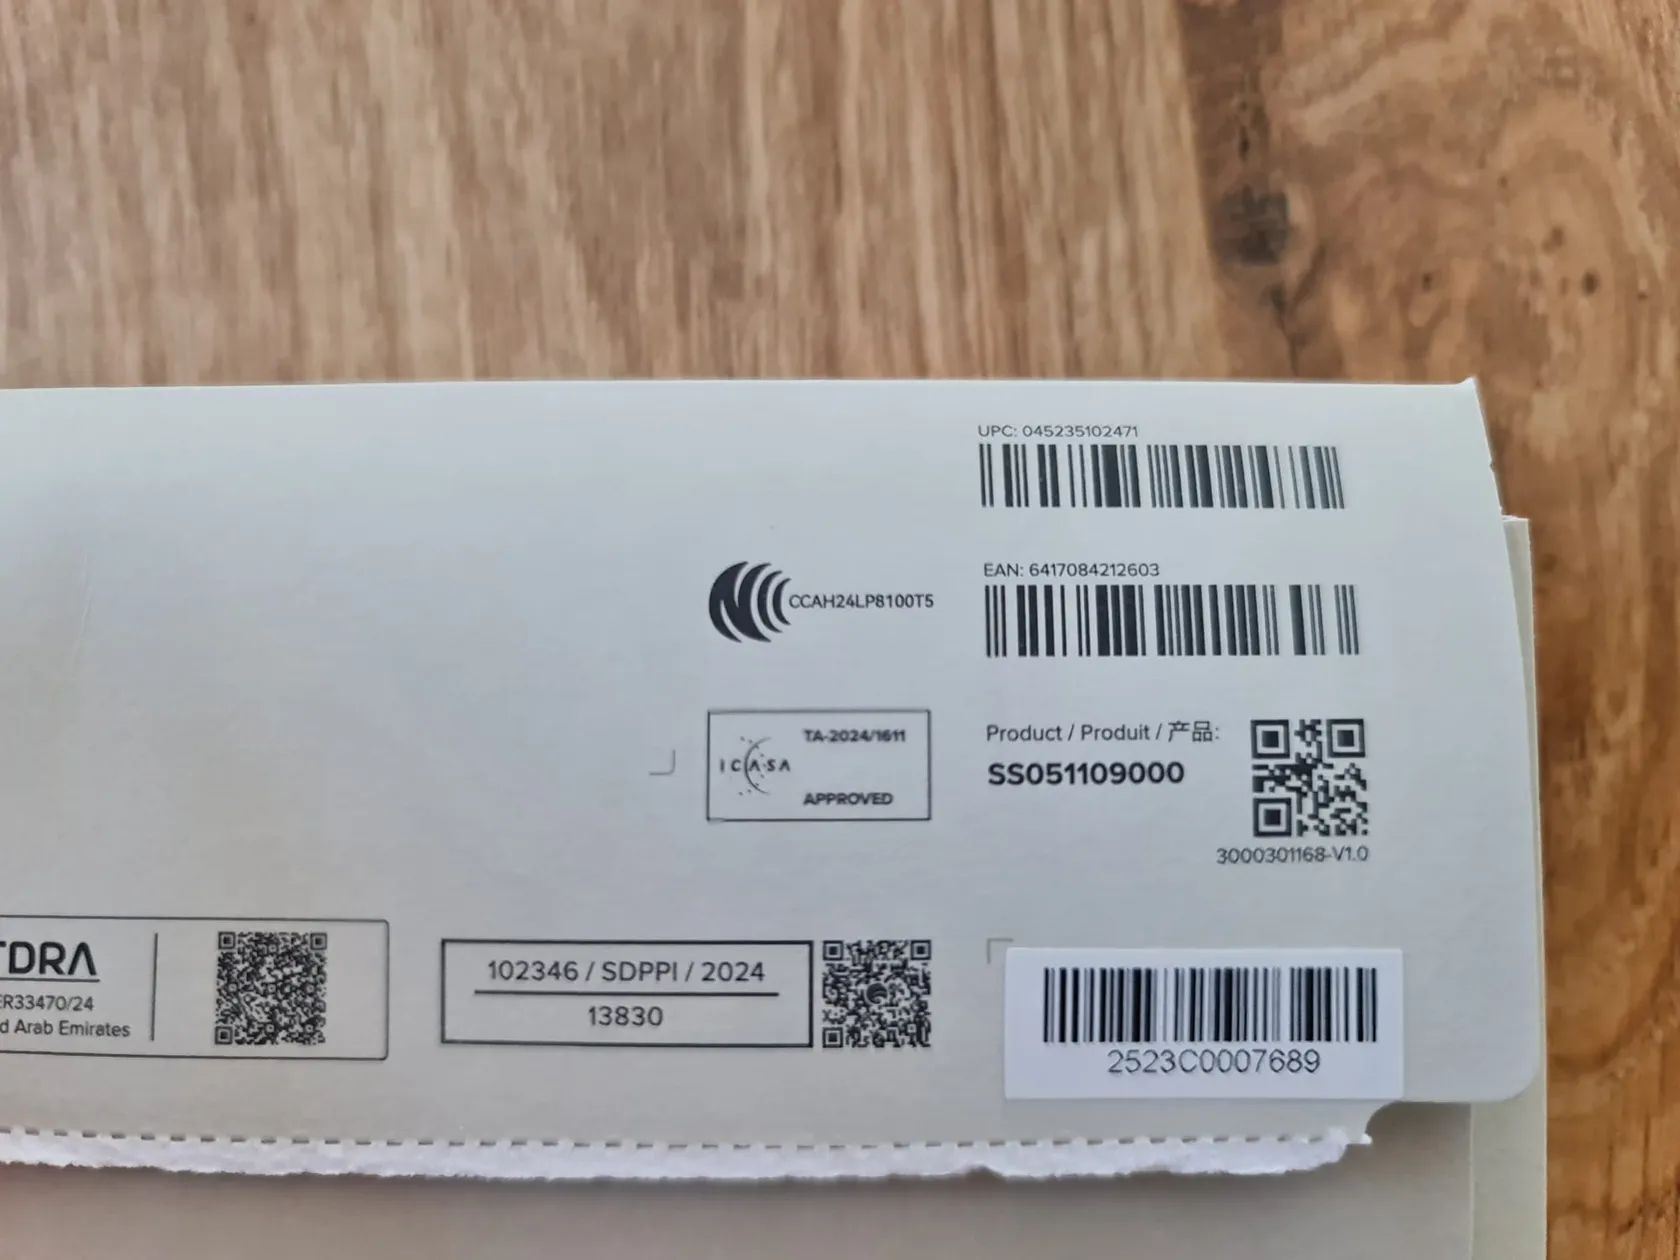 UPC: 045235102471
EAN: 6417084212603
CCAH24LP8100T5
ICASA
TA-2024/1611
APPROVED
Product / Produit / 产品:
SS051109000
3000301168-V1.0
TDRA
ER33470/24
d Arab Emirates
102346 / SDPPI / 2024
13830
2523C0007689